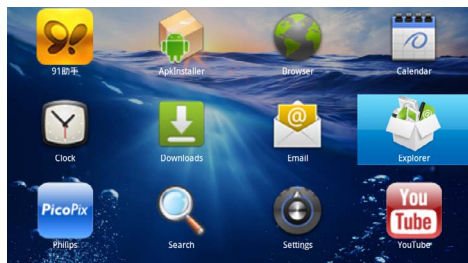 91助手
ApkInstaller
Browser
Calendar
Clock
Downloads
@
Email
Explorer
PicoPix
Philips
Search
Settings
You
Tube
YouTube